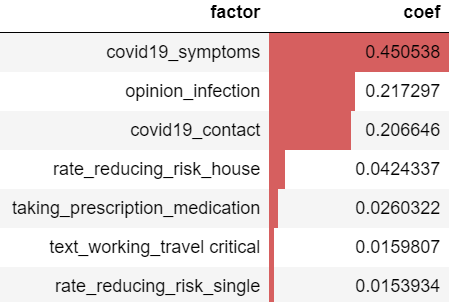 factor coef
covid19_symptoms 0.450538
opinion_infection 0.217297
covid19_contact 0.206646
rate_reducing_risk_house 0.0424337
taking_prescription_medication 0.0260322
text_working_travel critical 0.0159807
rate_reducing_risk_single 0.0153934